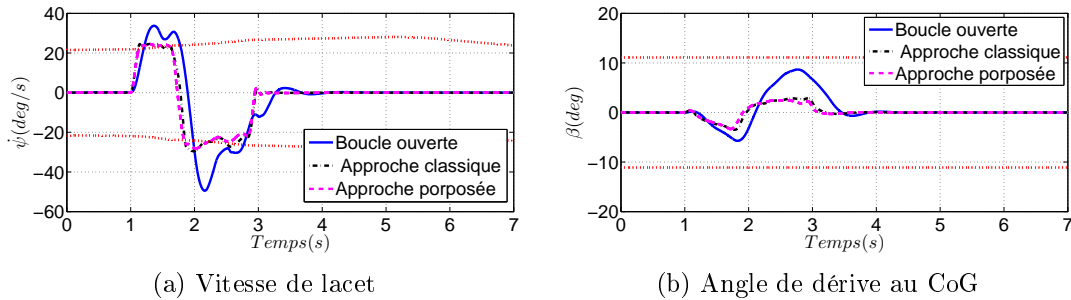 60
40
20
0
−20
−40
−60
ψ̇(deg/s)
Boucle ouverte
Approche classique
Approche porposée
0 1 2 3 4 5 6 7
Temps(s)
(a) Vitesse de lacet
20
10
0
−10
−20
β(deg)
Boucle ouverte
Approche classique
Approche porposée
0 1 2 3 4 5 6 7
Temps(s)
(b) Angle de dérive au CoG